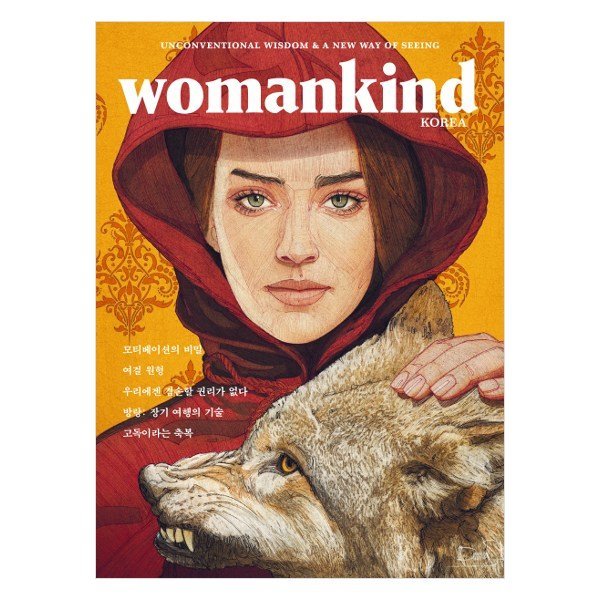 UNCONVENTIONAL WISDOM & A NEW WAY OF SEEING
womankind
KOREA
모티베이션의 비밀
여걸 원형
우리에겐 겸손할 권리가 없다
방랑: 장기 여행의 기술
고독이라는 축복